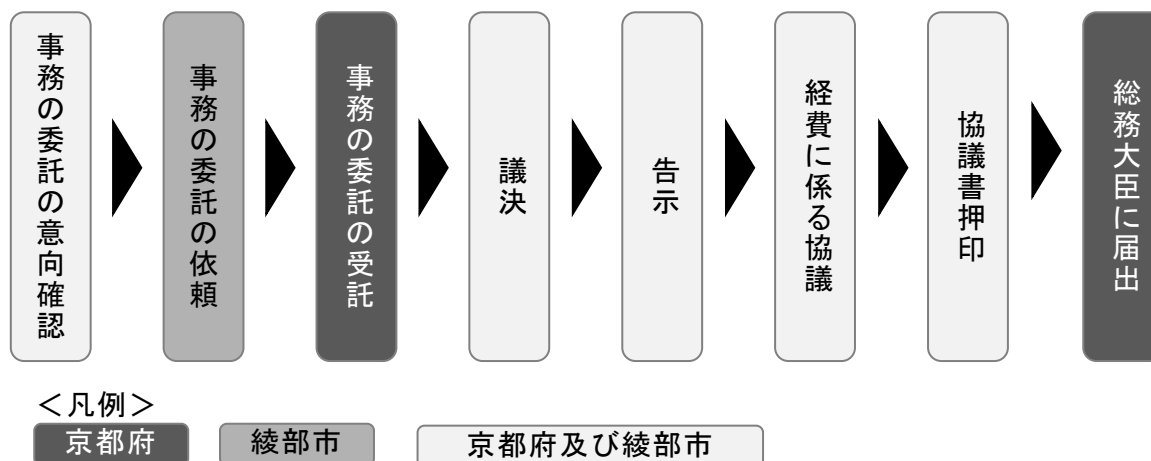 事務の委託の意向確認
事務の委託の依頼
事務の委託の受託
議決
告示
経費に係る協議
協議書押印
総務大臣に届出
＜凡例＞
京都府
綾部市
京都府及び綾部市